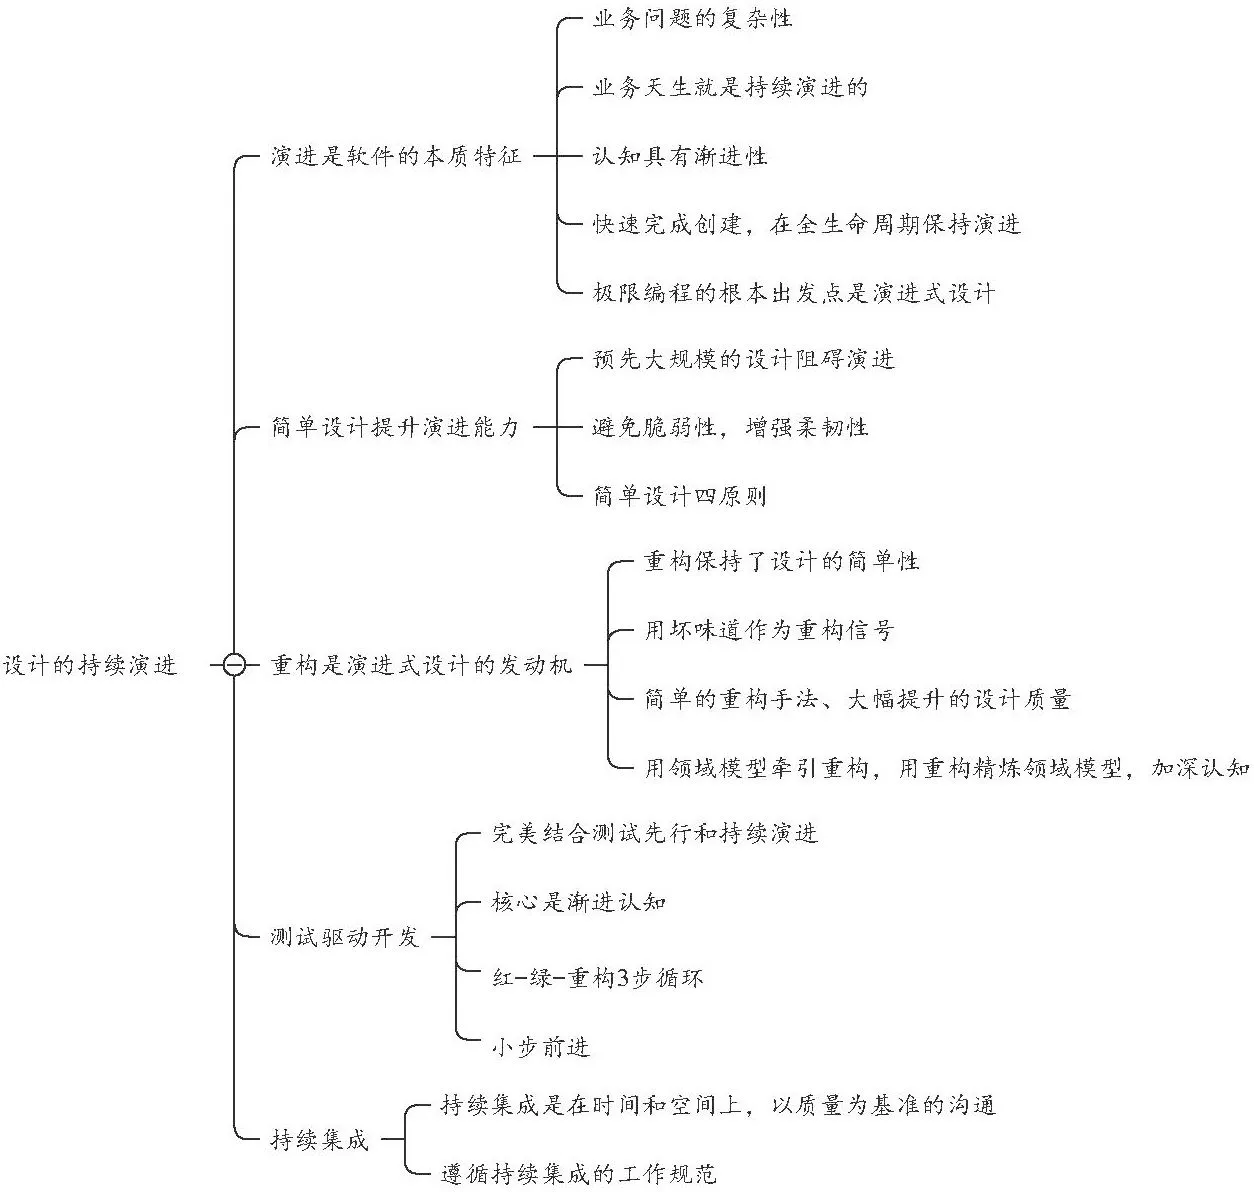 设计的持续演进
演进是软件的本质特征
业务问题的复杂性
业务天生就是持续演进的
认知具有渐进性
快速完成创建，在全生命周期保持演进
极限编程的根本出发点是演进式设计
简单设计提升演进能力
预先大规模的设计阻碍演进
避免脆弱性，增强柔韧性
简单设计四原则
重构是演进式设计的发动机
重构保持了设计的简单性
用坏味道作为重构信号
简单的重构手法、大幅提升的设计质量
用领域模型牵引重构，用重构精炼领域模型，加深认知
测试驱动开发
完美结合测试先行和持续演进
核心是渐进认知
红-绿-重构3步循环
小步前进
持续集成
持续集成是在时间和空间上，以质量为基准的沟通
遵循持续集成的工作规范